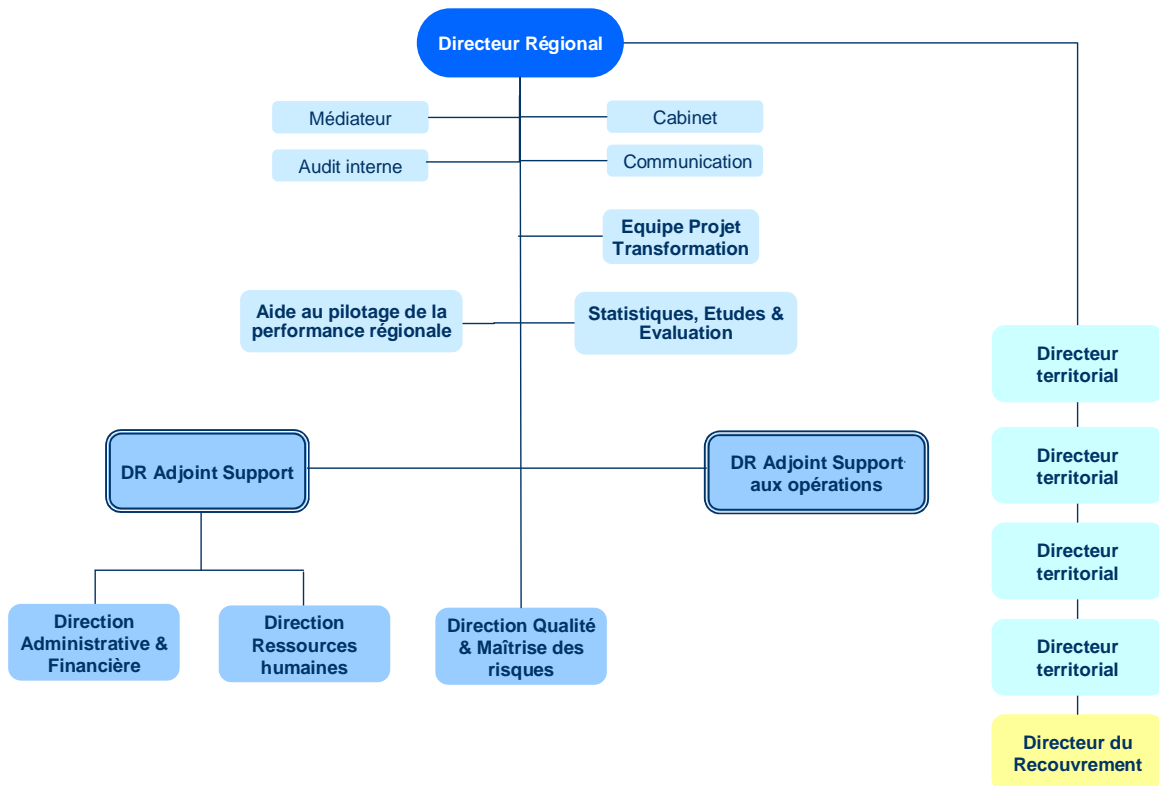 Directeur Régional
Médiateur
Cabinet
Audit interne
Communication
Equipe Projet
Transformation
Aide au pilotage de la
performance régionale
Statistiques, Etudes &
Evaluation
Directeur
territorial
DR Adjoint Support
DR Adjoint Support
aux opérations
Directeur
territorial
Directeur
territorial
Direction
Administrative &
Financière
Direction
Ressources
humaines
Direction Qualité
& Maîtrise des
risques
Directeur
territorial
Directeur du
Recouvrement